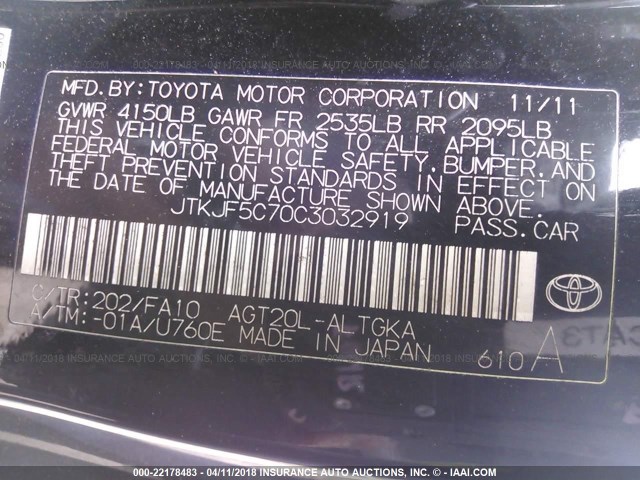 MFD.BY:TOYOTA MOTOR CORPORATION 11/11
GVWR 4150LB GAWR FR 2535LB RR 2095LB
THIS VEHICLE CONFORMS TO ALL APPLICABLE
FEDERAL MOTOR VEHICLE SAFETY,BUMPER,AND
THEFT PREVENTION STANDARDS IN EFFECT ON
THE DATE OF MANUFACTURE SHOWN ABOVE.
JTKJF5C70C3032919 PASS.CAR
C/TR:202/FA10 AGT20L-ALTGKA
A/TM:-01A/U760E MADE IN JAPAN 610A
TOYOTA
000-22178483 - 04/11/2018 - INSURANCE AUTO AUCTIONS © - IAAI.COM